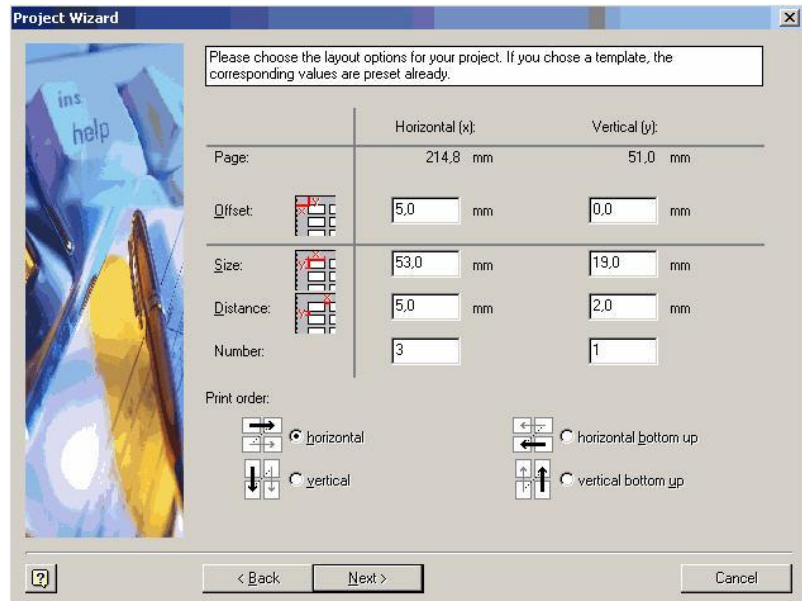 Project Wizard
ins
help
Please choose the layout options for your project. If you chose a template, the
corresponding values are preset already.
Horizontal (x): Vertical (y):
Page: 214,8 mm 51,0 mm
Offset: x y 5,0 mm 0,0 mm
Size: x y 53,0 mm 19,0 mm
Distance: x y 5,0 mm 2,0 mm
Number: 3 1
Print order:
horizontal horizontal bottom up
vertical vertical bottom up
? < Back Next > Cancel